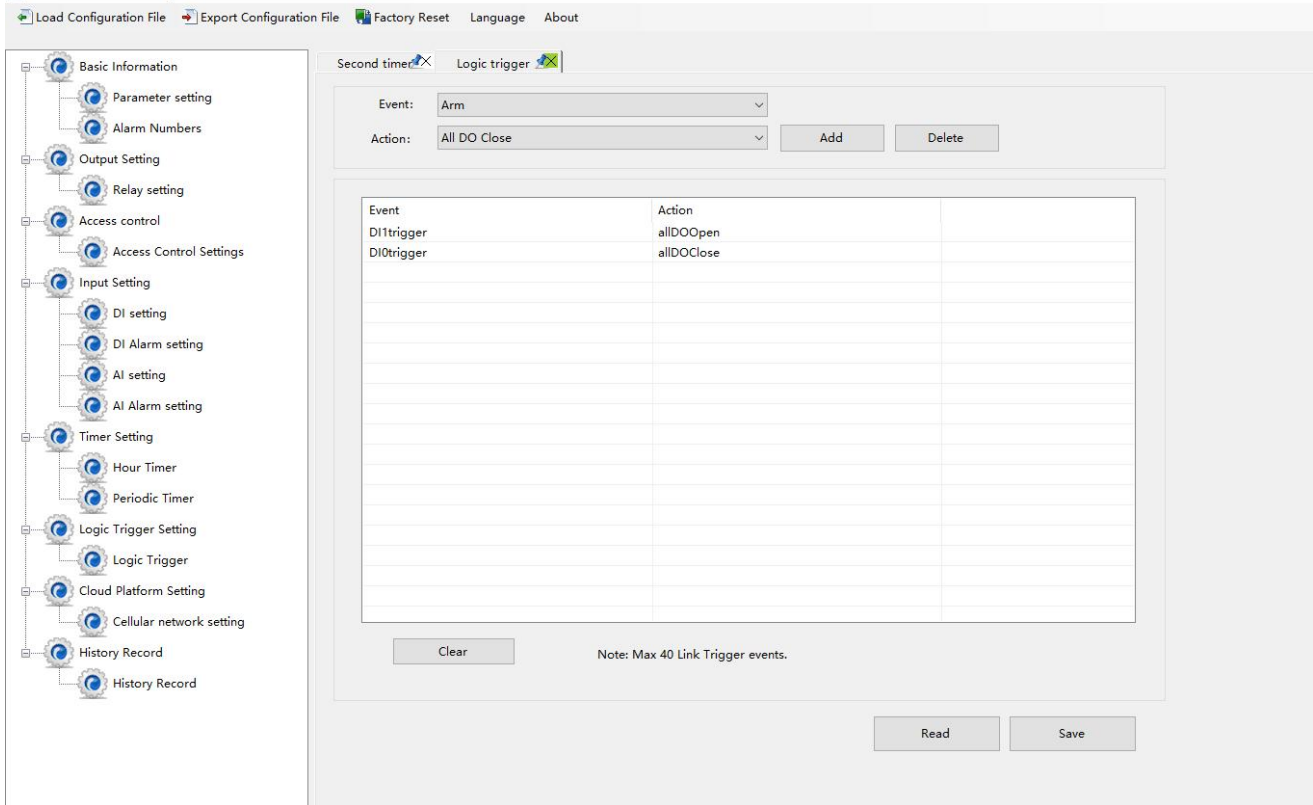 Load Configuration File Export Configuration File Factory Reset Language About
Basic Information
Parameter setting
Alarm Numbers
Output Setting
Relay setting
Access control
Access Control Settings
Input Setting
DI setting
DI Alarm setting
AI setting
AI Alarm setting
Timer Setting
Hour Timer
Periodic Timer
Logic Trigger Setting
Logic Trigger
Cloud Platform Setting
Cellular network setting
History Record
History Record
Second timer Logic trigger
Event: Arm
Action: All DO Close Add Delete
Event Action
DI1trigger allDOOpen
DI0trigger allDOClose
Clear Note: Max 40 Link Trigger events.
Read Save